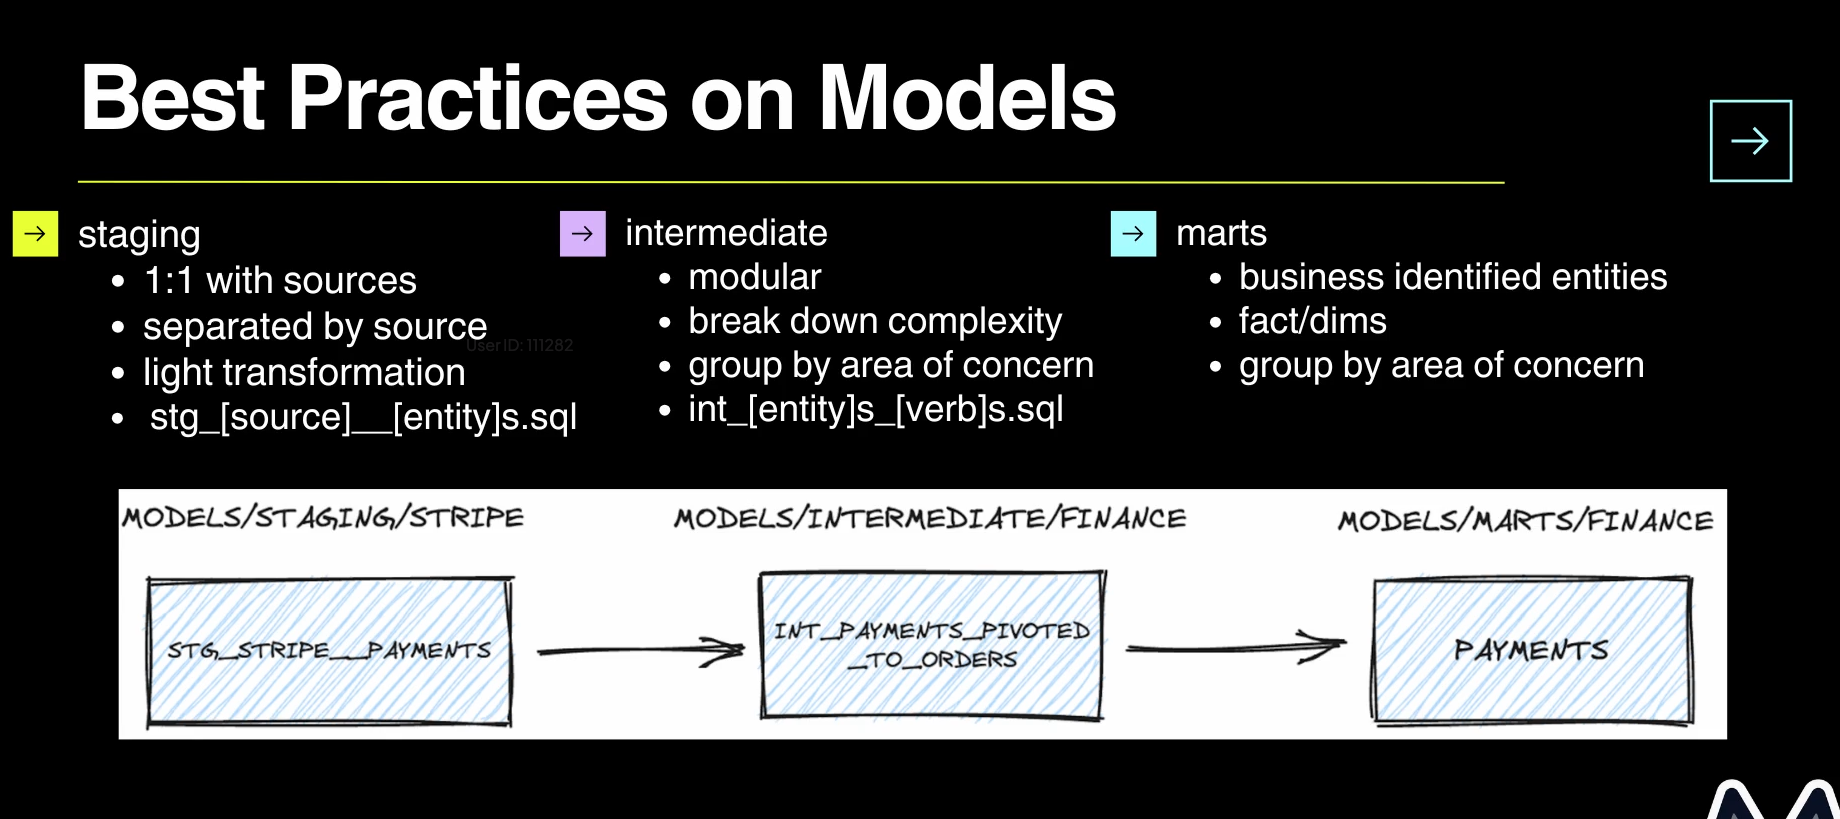 Best Practices on Models
staging
1:1 with sources
separated by source
light transformation
stg_[source]__[entity]s.sql
intermediate
modular
break down complexity
group by area of concern
int_[entity]s_[verb]s.sql
marts
business identified entities
fact/dims
group by area of concern
User ID: 111282
MODELS/STAGING/STRIPE
STG_STRIPE__PAYMENTS
MODELS/INTERMEDIATE/FINANCE
INT_PAYMENTS_PIVOTED
_TO_ORDERS
MODELS/MARTS/FINANCE
PAYMENTS